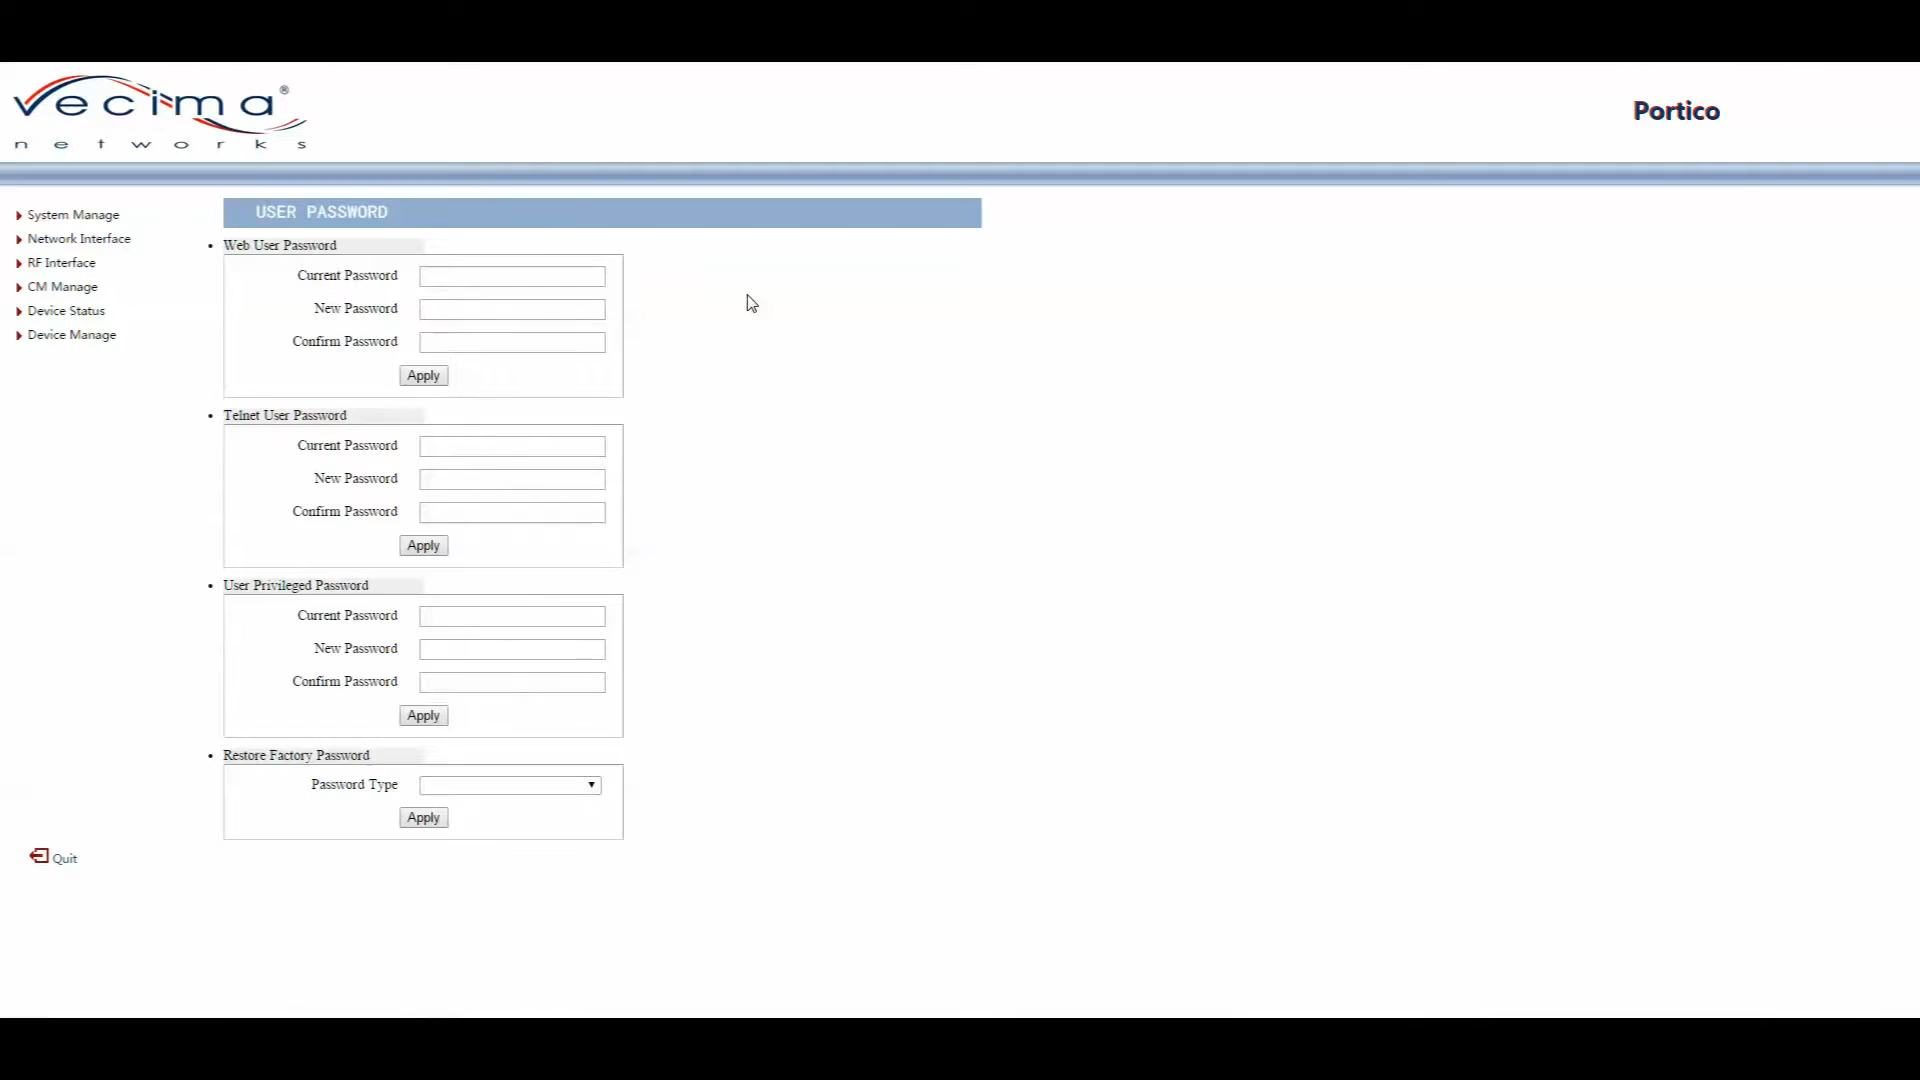 vecima®
networks
Portico
System Manage
Network Interface
RF Interface
CM Manage
Device Status
Device Manage
Quit
USER PASSWORD
Web User Password
Current Password
New Password
Confirm Password
Apply
Telnet User Password
Current Password
New Password
Confirm Password
Apply
User Privileged Password
Current Password
New Password
Confirm Password
Apply
Restore Factory Password
Password Type
Apply